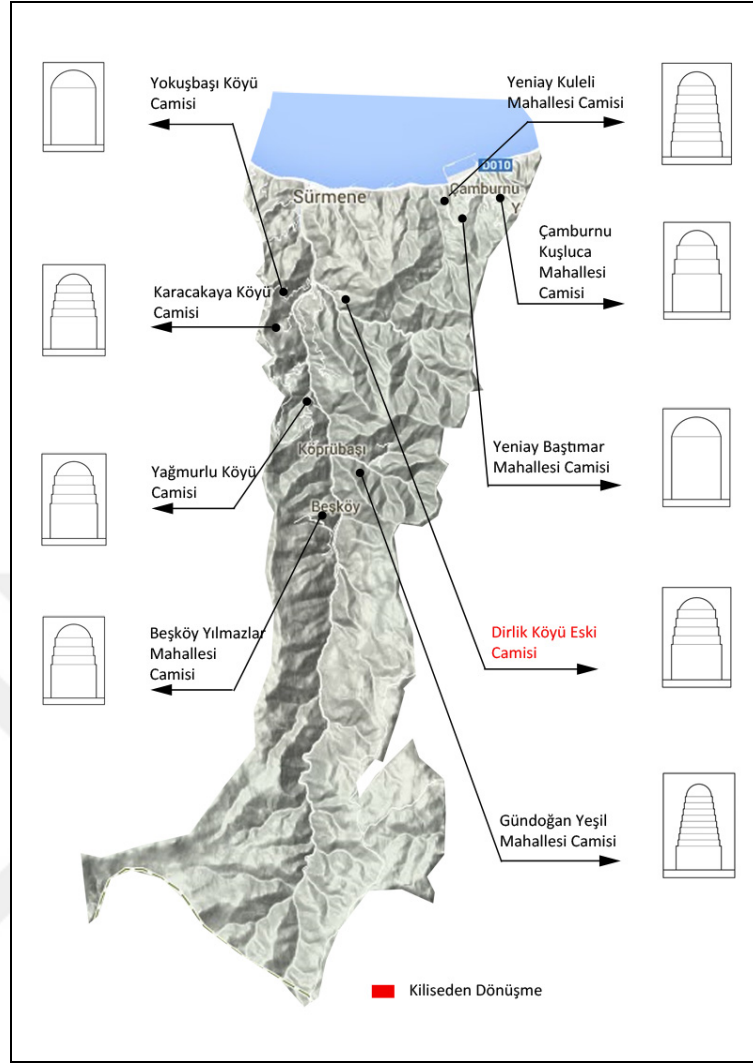 Yokuşbaşı Köyü
Camisi
Yeniay Kuleli
Mahallesi Camisi
D010
Sürmene
Çamburnu
Y
Çamburnu
Kuşluca
Mahallesi
Camisi
Karacakaya Köyü
Camisi
Yağmurlu Köyü
Camisi
Köprübaşı
Yeniay Baştımar
Mahallesi Camisi
Beşköy
Beşköy Yılmazlar
Mahallesi
Camisi
Dirlik Köyü Eski
Camisi
Gündoğan Yeşil
Mahallesi Camisi
Kiliseden Dönüşme